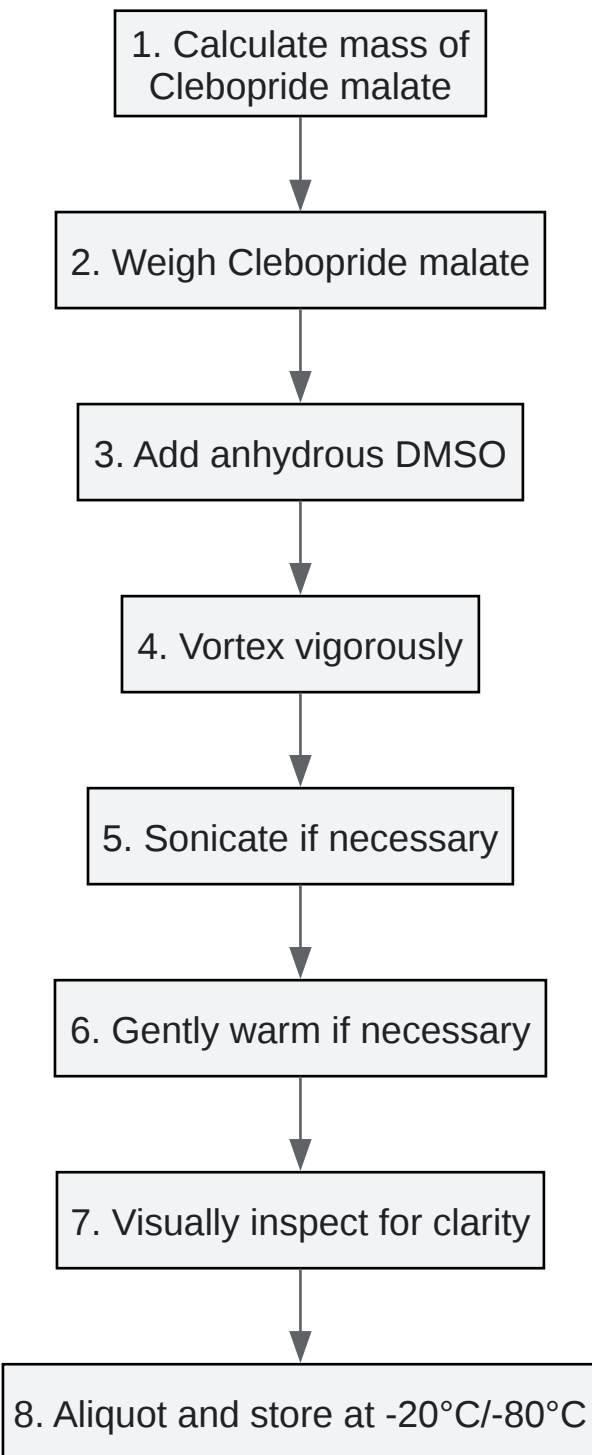 1. Calculate mass of
Clebopride malate
2. Weigh Clebopride malate
3. Add anhydrous DMSO
4. Vortex vigorously
5. Sonicate if necessary
6. Gently warm if necessary
7. Visually inspect for clarity
8. Aliquot and store at -20°C/-80°C